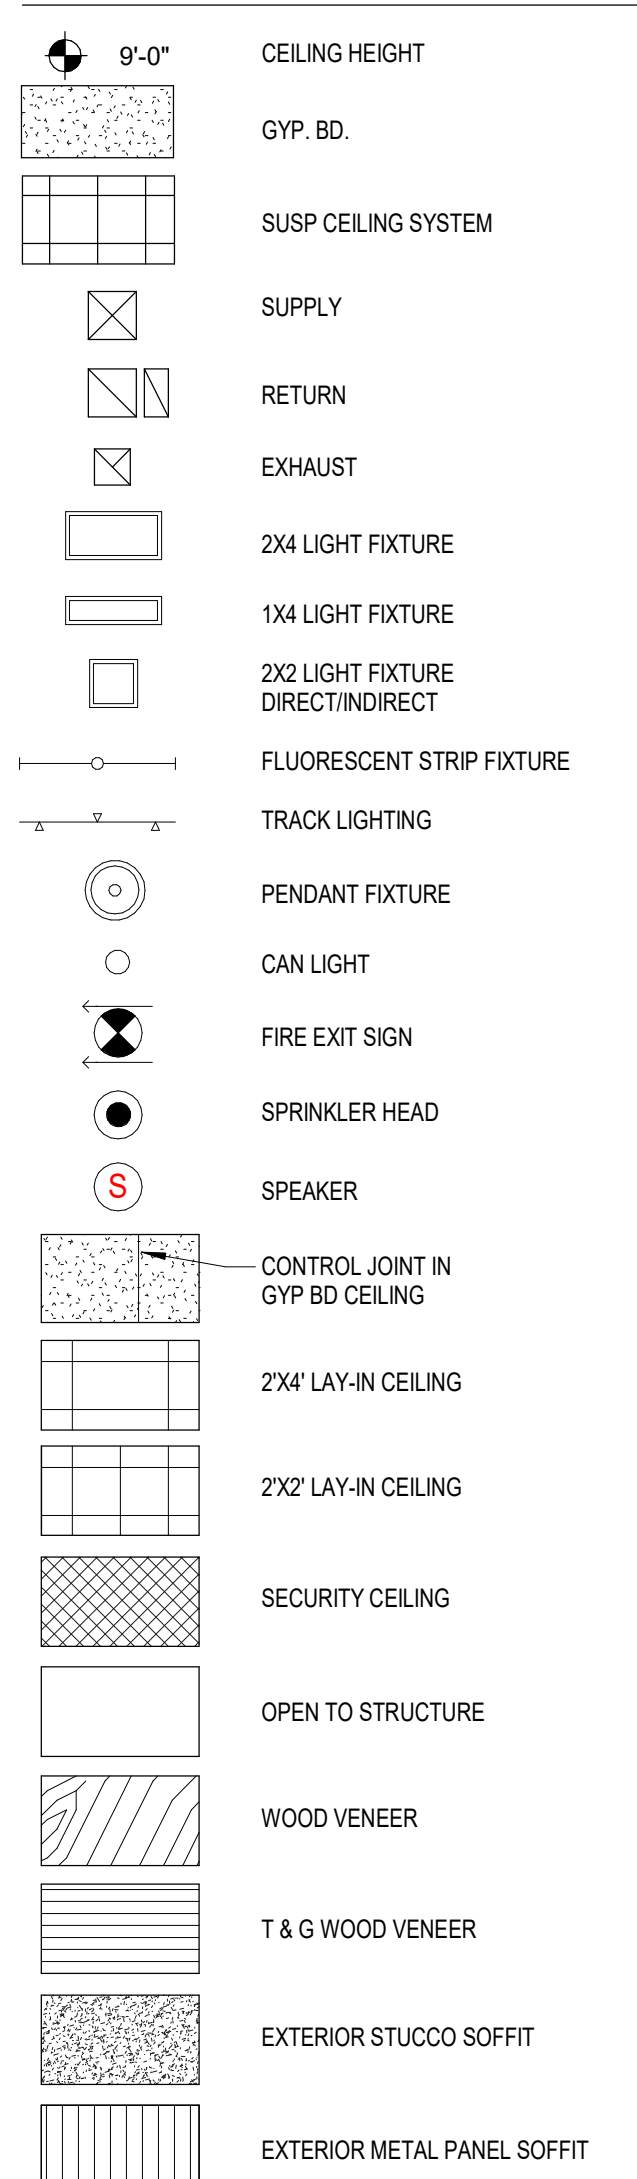 9'-0" CEILING HEIGHT
GYP. BD.
SUSP CEILING SYSTEM
SUPPLY
RETURN
EXHAUST
2X4 LIGHT FIXTURE
1X4 LIGHT FIXTURE
2X2 LIGHT FIXTURE
DIRECT/INDIRECT
FLUORESCENT STRIP FIXTURE
TRACK LIGHTING
PENDANT FIXTURE
CAN LIGHT
FIRE EXIT SIGN
SPRINKLER HEAD
S SPEAKER
CONTROL JOINT IN
GYP BD CEILING
2'X4' LAY-IN CEILING
2'X2' LAY-IN CEILING
SECURITY CEILING
OPEN TO STRUCTURE
WOOD VENEER
T & G WOOD VENEER
EXTERIOR STUCCO SOFFIT
EXTERIOR METAL PANEL SOFFIT